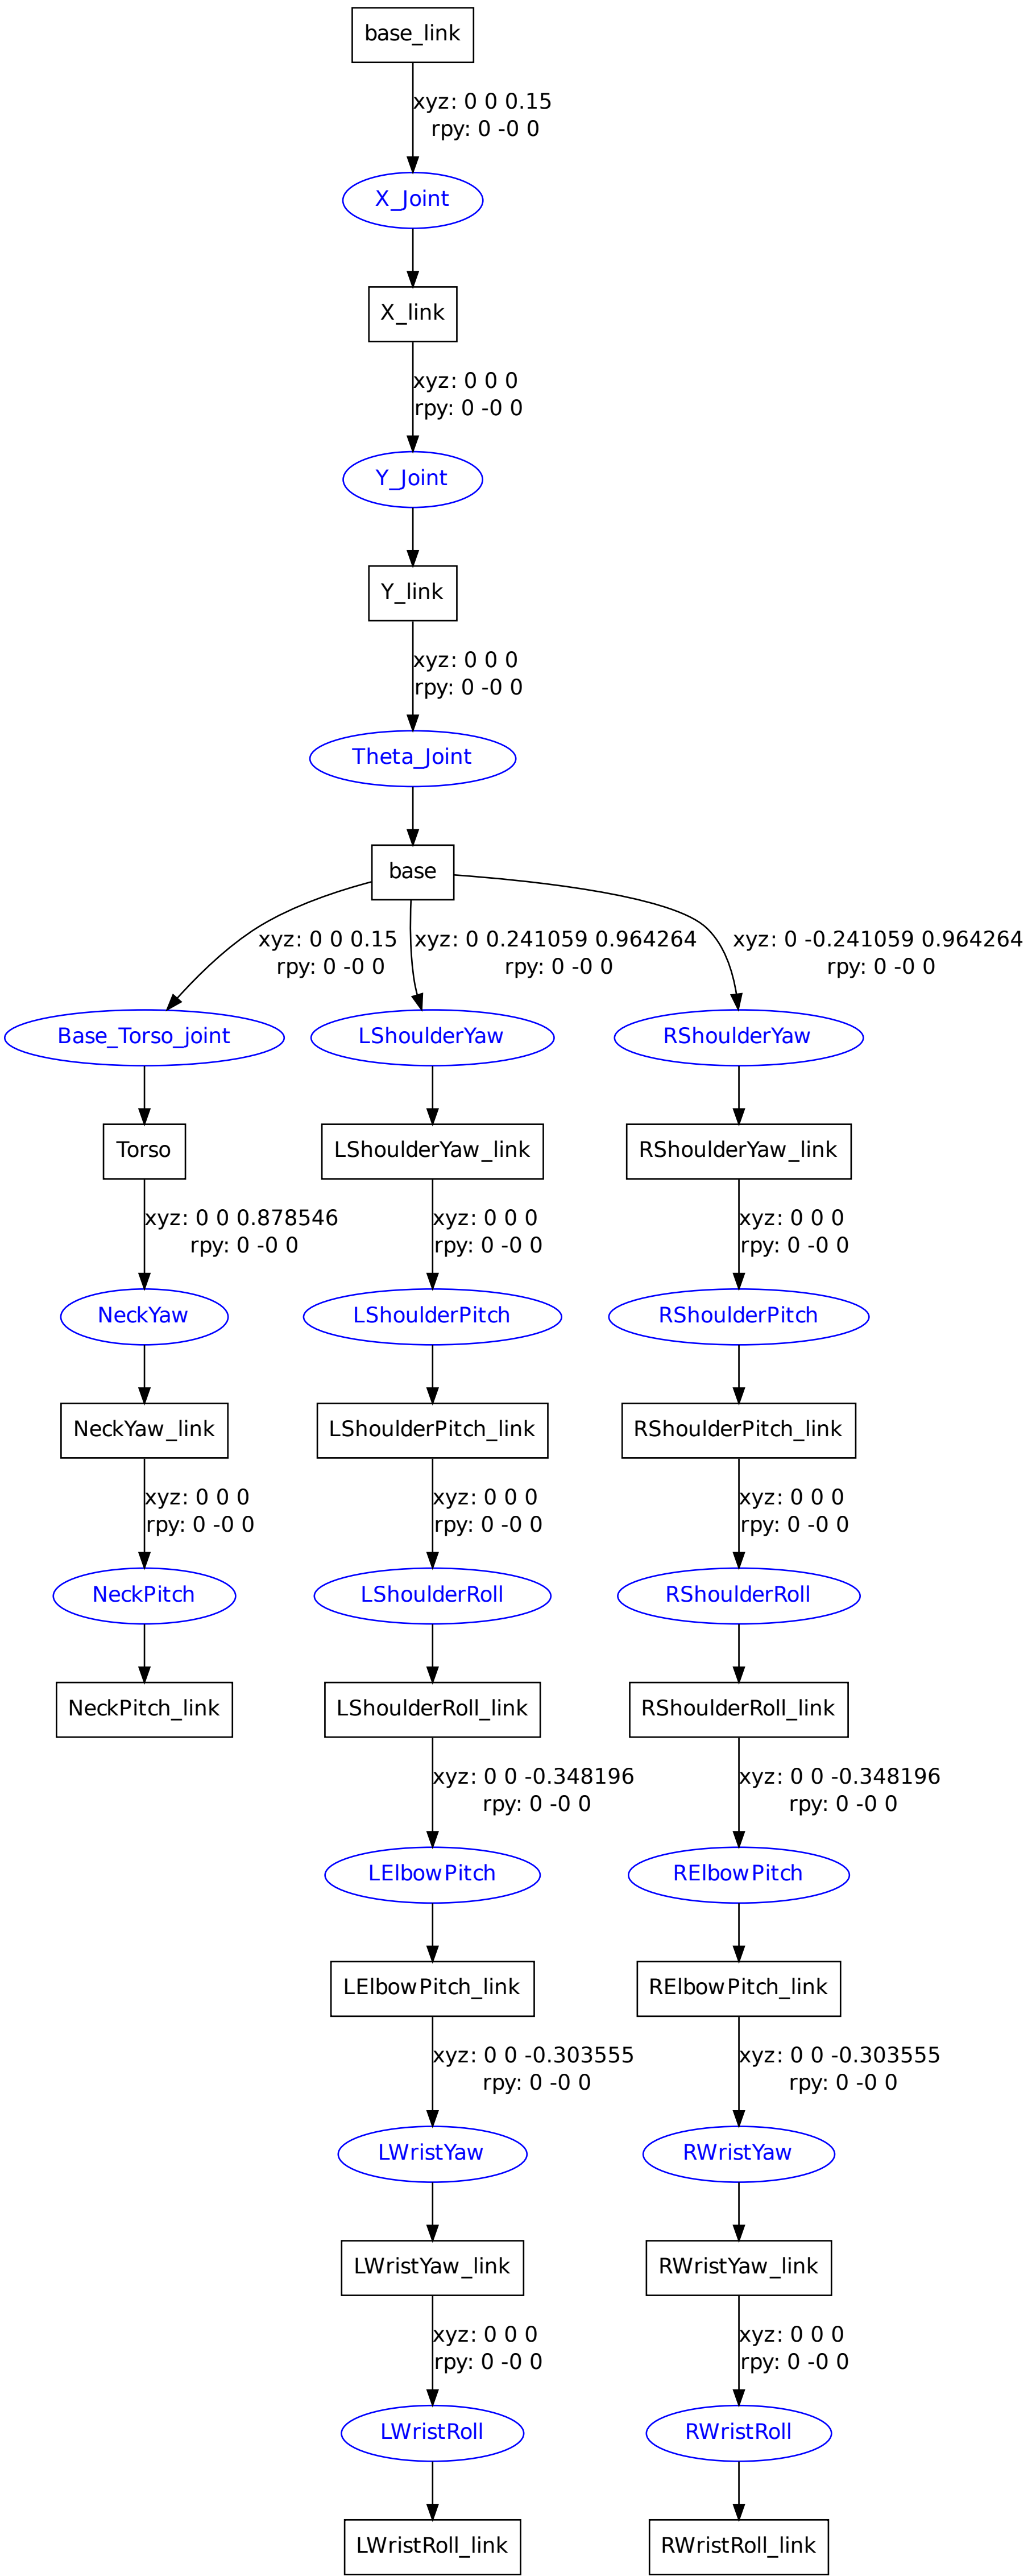 base_link
xyz: 0 0 0.15
rpy: 0 -0 0
X_Joint
X_link
xyz: 0 0 0
rpy: 0 -0 0
Y_Joint
Y_link
xyz: 0 0 0
rpy: 0 -0 0
Theta_Joint
base
xyz: 0 0 0.15
rpy: 0 -0 0
xyz: 0 0.241059 0.964264
rpy: 0 -0 0
xyz: 0 -0.241059 0.964264
rpy: 0 -0 0
Base_Torso_joint
LShoulderYaw
RShoulderYaw
Torso
LShoulderYaw_link
RShoulderYaw_link
xyz: 0 0 0.878546
rpy: 0 -0 0
xyz: 0 0 0
rpy: 0 -0 0
xyz: 0 0 0
rpy: 0 -0 0
NeckYaw
LShoulderPitch
RShoulderPitch
NeckYaw_link
LShoulderPitch_link
RShoulderPitch_link
xyz: 0 0 0
rpy: 0 -0 0
xyz: 0 0 0
rpy: 0 -0 0
xyz: 0 0 0
rpy: 0 -0 0
NeckPitch
LShoulderRoll
RShoulderRoll
NeckPitch_link
LShoulderRoll_link
RShoulderRoll_link
xyz: 0 0 -0.348196
rpy: 0 -0 0
xyz: 0 0 -0.348196
rpy: 0 -0 0
LElbowPitch
RElbowPitch
LElbowPitch_link
RElbowPitch_link
xyz: 0 0 -0.303555
rpy: 0 -0 0
xyz: 0 0 -0.303555
rpy: 0 -0 0
LWristYaw
RWristYaw
LWristYaw_link
RWristYaw_link
xyz: 0 0 0
rpy: 0 -0 0
xyz: 0 0 0
rpy: 0 -0 0
LWristRoll
RWristRoll
LWristRoll_link
RWristRoll_link